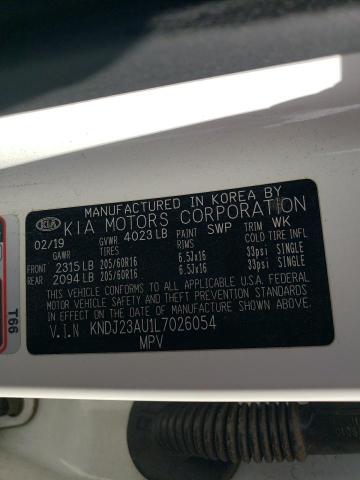 MANUFACTURED IN KOREA BY
KIA KIA MOTORS CORPORATION
02/19 GVWR 4023 LB PAINT SWP TRIM WK
GAWR TIRES RIMS COLD TIRE INFL
FRONT 2315 LB 205/60R16 6.5Jx16 33psi SINGLE
REAR 2094 LB 205/60R16 6.5Jx16 33psi SINGLE
THIS VEHICLE CONFORMS TO ALL APPLICABLE U.S.A. FEDERAL
MOTOR VEHICLE SAFETY AND THEFT PREVENTION STANDARDS
IN EFFECT ON THE DATE OF MANUFACTURE SHOWN ABOVE.
V.I.N KNDJ23AU1L7026054
MPV
T66